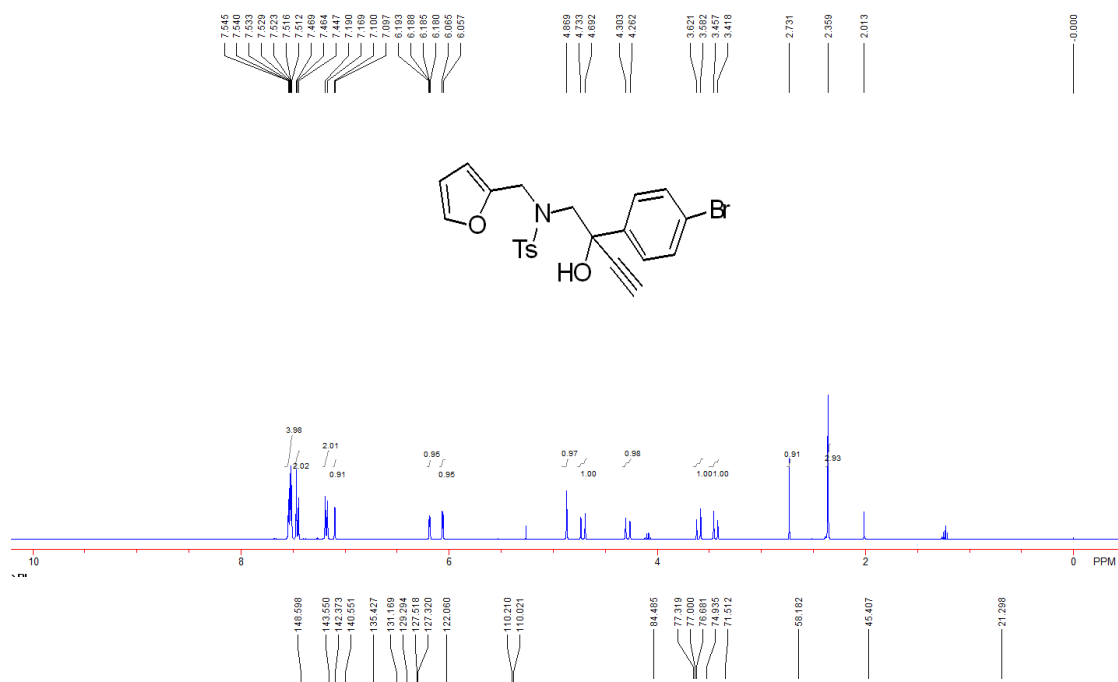 7.545 7.540 7.533 7.529 7.523 7.516 7.512 7.469 7.464 7.447 7.190 7.169 7.100 7.097 6.193 6.188 6.185 6.180 6.065 6.057 4.869 4.733 4.692 4.303 4.262 3.621 3.582 3.457 3.418 2.731 2.359 2.013 -0.000
O
N
Ts
HO
Br
3.98 2.02 2.01 0.91 0.95 0.95 0.97 1.00 0.98 1.00 1.00 0.91 2.93
10 8 6 4 2 0 PPM
148.598 143.550 142.373 140.551 135.427 131.169 129.294 127.518 127.320 122.060 110.210 110.021 84.485 77.319 77.000 76.681 74.935 71.512 58.182 45.407 21.298